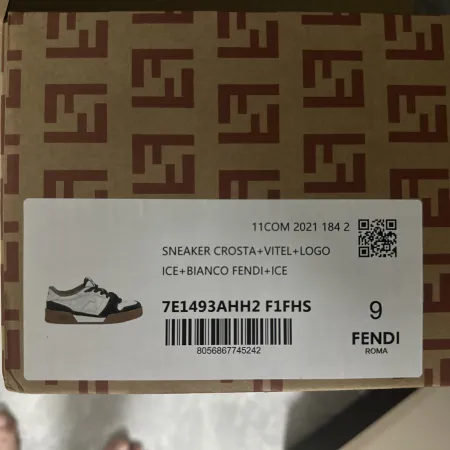 11COM 2021 184 2
SNEAKER CROSTA+VITEL+LOGO
ICE+BIANCO FENDI+ICE
7E1493AHH2 F1FHS
8056867745242
9
FENDI
ROMA